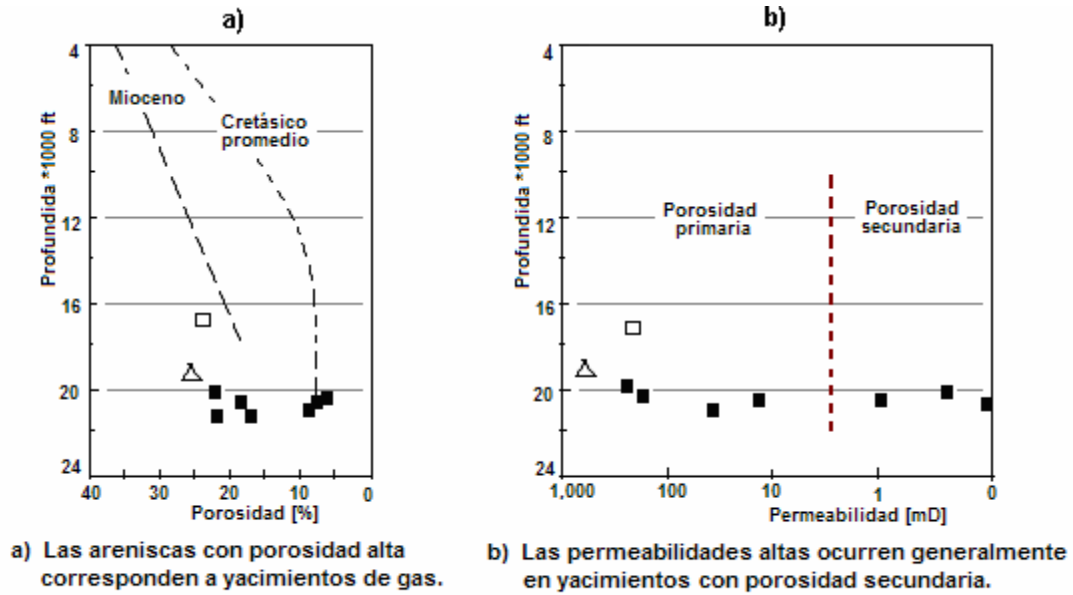 a)
4
8
12
16
20
24
Profundida *1000 ft
Mioceno
Cretásico
promedio
40 30 20 10 0
Porosidad [%]
a) Las areniscas con porosidad alta
corresponden a yacimientos de gas.
b)
4
8
12
16
20
24
Profundida *1000 ft
Porosidad
primaria
Porosidad
secundaria
1,000 100 10 1 0
Permeabilidad [mD]
b) Las permeabilidades altas ocurren generalmente
en yacimientos con porosidad secundaria.